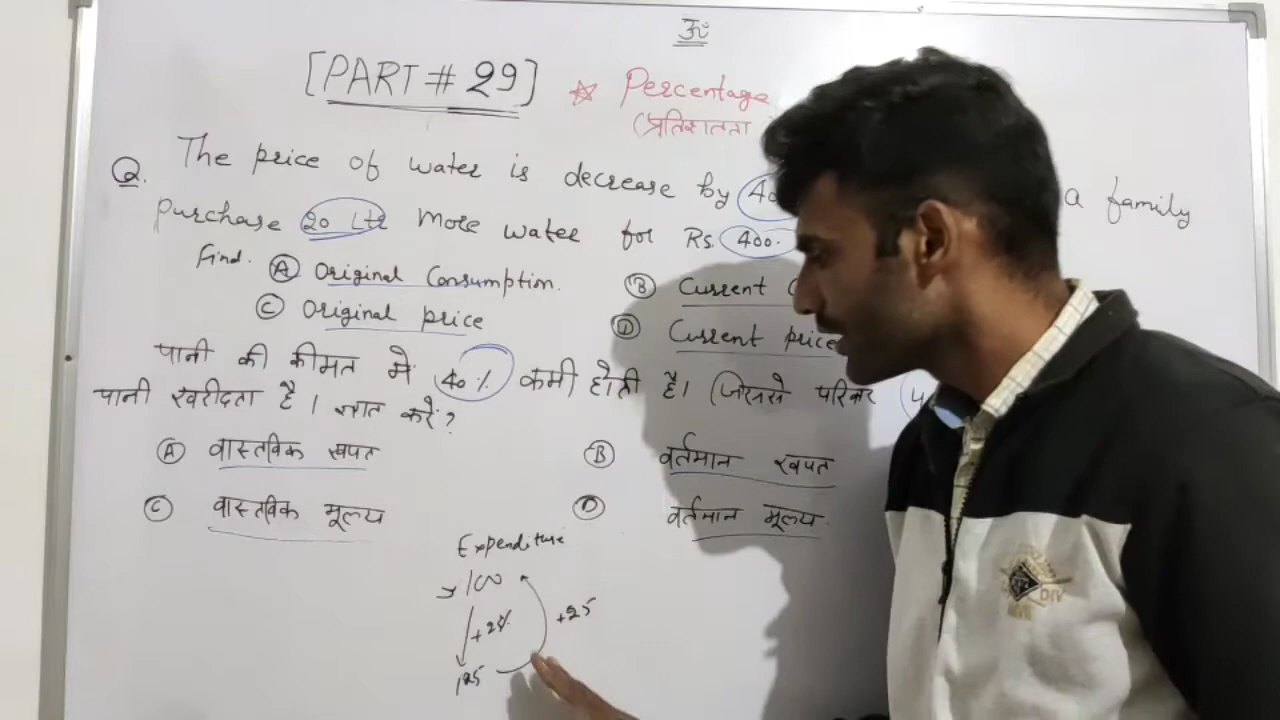 ॐ
[PART # 29]
☆ Percentage
(प्रतिशतता
Q. The price of water is decrease by 40 a family
purchase 20 Ltr more water for Rs. 400.
find. Ⓐ Original Consumption. Ⓑ Current
Ⓒ Original price Ⓓ Current price
पानी की कीमत में 40% कमी होती है। (जिससे परिवार
पानी खरीदता है। ज्ञात करें?
Ⓐ वास्तविक खपत Ⓑ वर्तमान खपत
Ⓒ वास्तविक मूल्य Ⓓ वर्तमान मूल्य
Expenditure
100
+25% +25
125
DIV